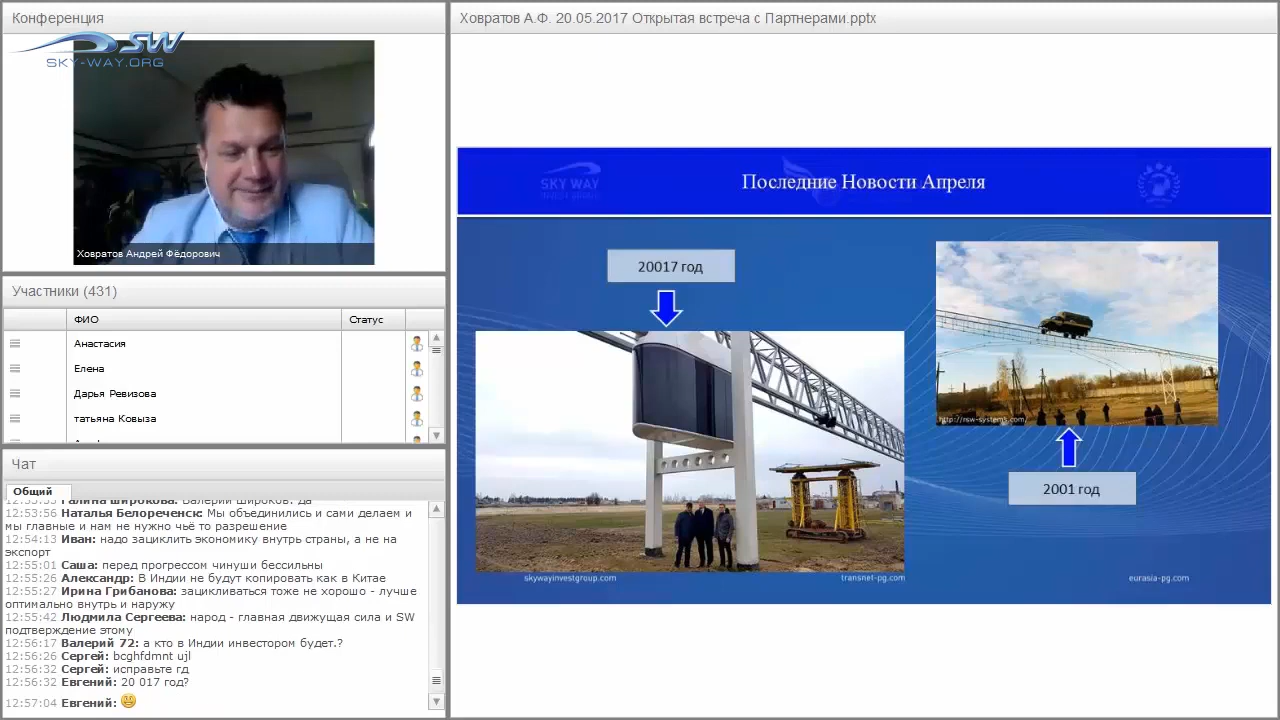 Конференция
SW
SKY-WAY.ORG
Ховратов Андрей Фёдорович
Участники (431)
ФИО Статус
Анастасия
Елена
Дарья Ревизова
татьяна Ковыза
Чат
Общий
12:53:53 Галина широкова: Валерий Широков: да
12:53:56 Наталья Белореченск: Мы объединились и сами делаем и
мы главные и нам не нужно чьё то разрешение
12:54:13 Иван: надо зациклить экономику внутрь страны, а не на
экспорт
12:55:01 Саша: перед прогрессом чинуши бессильны
12:55:26 Александр: В Индии не будут копировать как в Китае
12:55:27 Ирина Грибанова: зацикливаться тоже не хорошо - лучше
оптимально внутрь и наружу
12:55:42 Людмила Сергеева: народ - главная движущая сила и SW
подтверждение этому
12:56:17 Валерий 72: а кто в Индии инвестором будет.?
12:56:26 Сергей: bcghfdmnt ujl
12:56:32 Сергей: исправьте гд
12:56:32 Евгений: 20 017 год?
12:57:04 Евгений:
Ховратов А.Ф. 20.05.2017 Открытая встреча с Партнерами.pptx
SKY WAY
INVEST GROUP
Последние Новости Апреля
20017 год
http://rsw-systems.com/
2001 год
skywayinvestgroup.com
transnet-pg.com
eurasia-pg.com